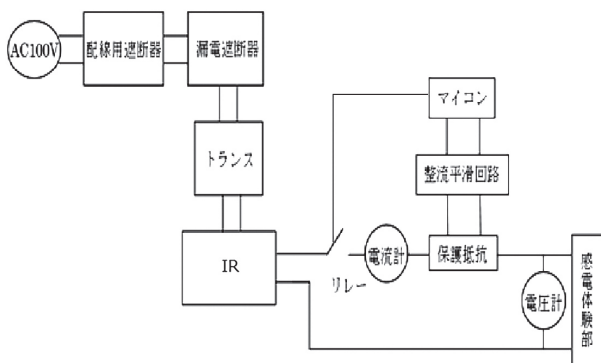 AC100V
配線用遮断器
漏電遮断器
トランス
IR
リレー
電流計
マイコン
整流平滑回路
保護抵抗
電圧計
感電体験部